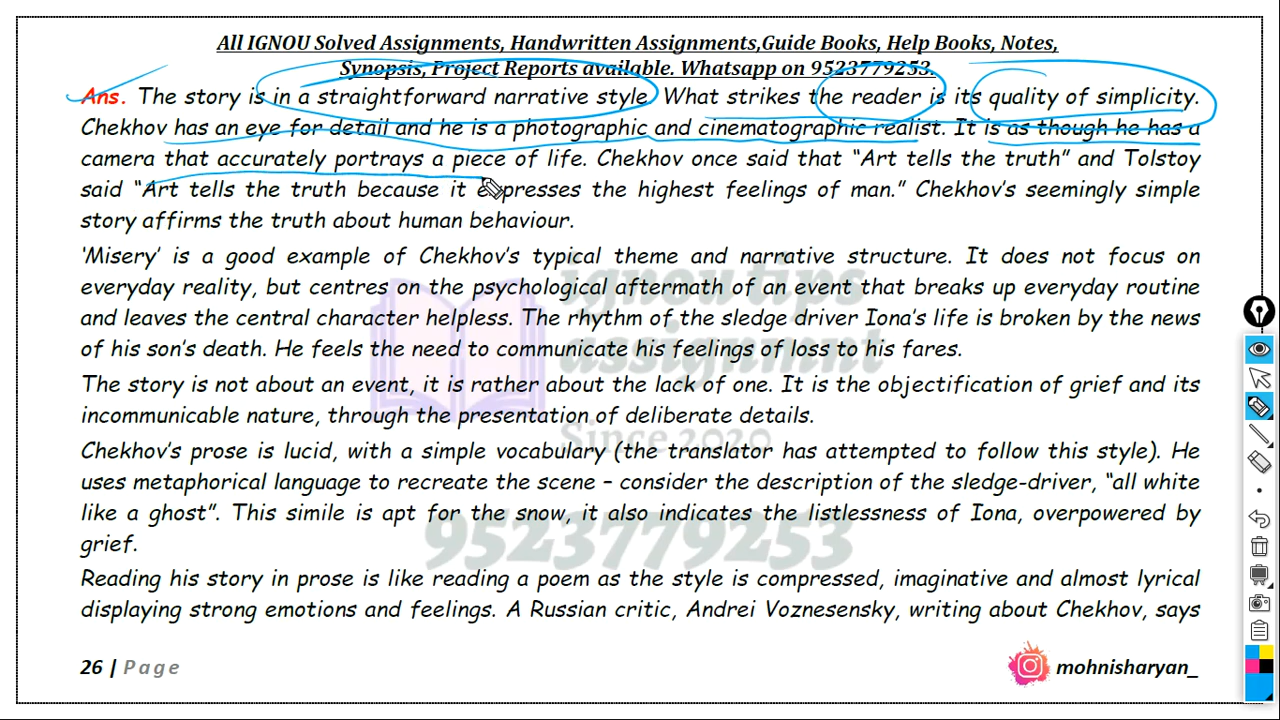 All IGNOU Solved Assignments, Handwritten Assignments,Guide Books, Help Books, Notes,
Synopsis, Project Reports available. Whatsapp on 9523779253.
Ans. The story is in a straightforward narrative style. What strikes the reader is its quality of simplicity.
Chekhov has an eye for detail and he is a photographic and cinematographic realist. It is as though he has a
camera that accurately portrays a piece of life. Chekhov once said that “Art tells the truth” and Tolstoy
said “Art tells the truth because it expresses the highest feelings of man.” Chekhov’s seemingly simple
story affirms the truth about human behaviour.
‘Misery’ is a good example of Chekhov’s typical theme and narrative structure. It does not focus on
everyday reality, but centres on the psychological aftermath of an event that breaks up everyday routine
and leaves the central character helpless. The rhythm of the sledge driver Iona’s life is broken by the news
of his son’s death. He feels the need to communicate his feelings of loss to his fares.
The story is not about an event, it is rather about the lack of one. It is the objectification of grief and its
incommunicable nature, through the presentation of deliberate details.
Chekhov’s prose is lucid, with a simple vocabulary (the translator has attempted to follow this style). He
uses metaphorical language to recreate the scene – consider the description of the sledge-driver, “all white
like a ghost”. This simile is apt for the snow, it also indicates the listlessness of Iona, overpowered by
grief.
Reading his story in prose is like reading a poem as the style is compressed, imaginative and almost lyrical
displaying strong emotions and feelings. A Russian critic, Andrei Voznesensky, writing about Chekhov, says
ignou tips
assignmnt
Since 2020
9523779253
26 | Page
mohnisharyan_